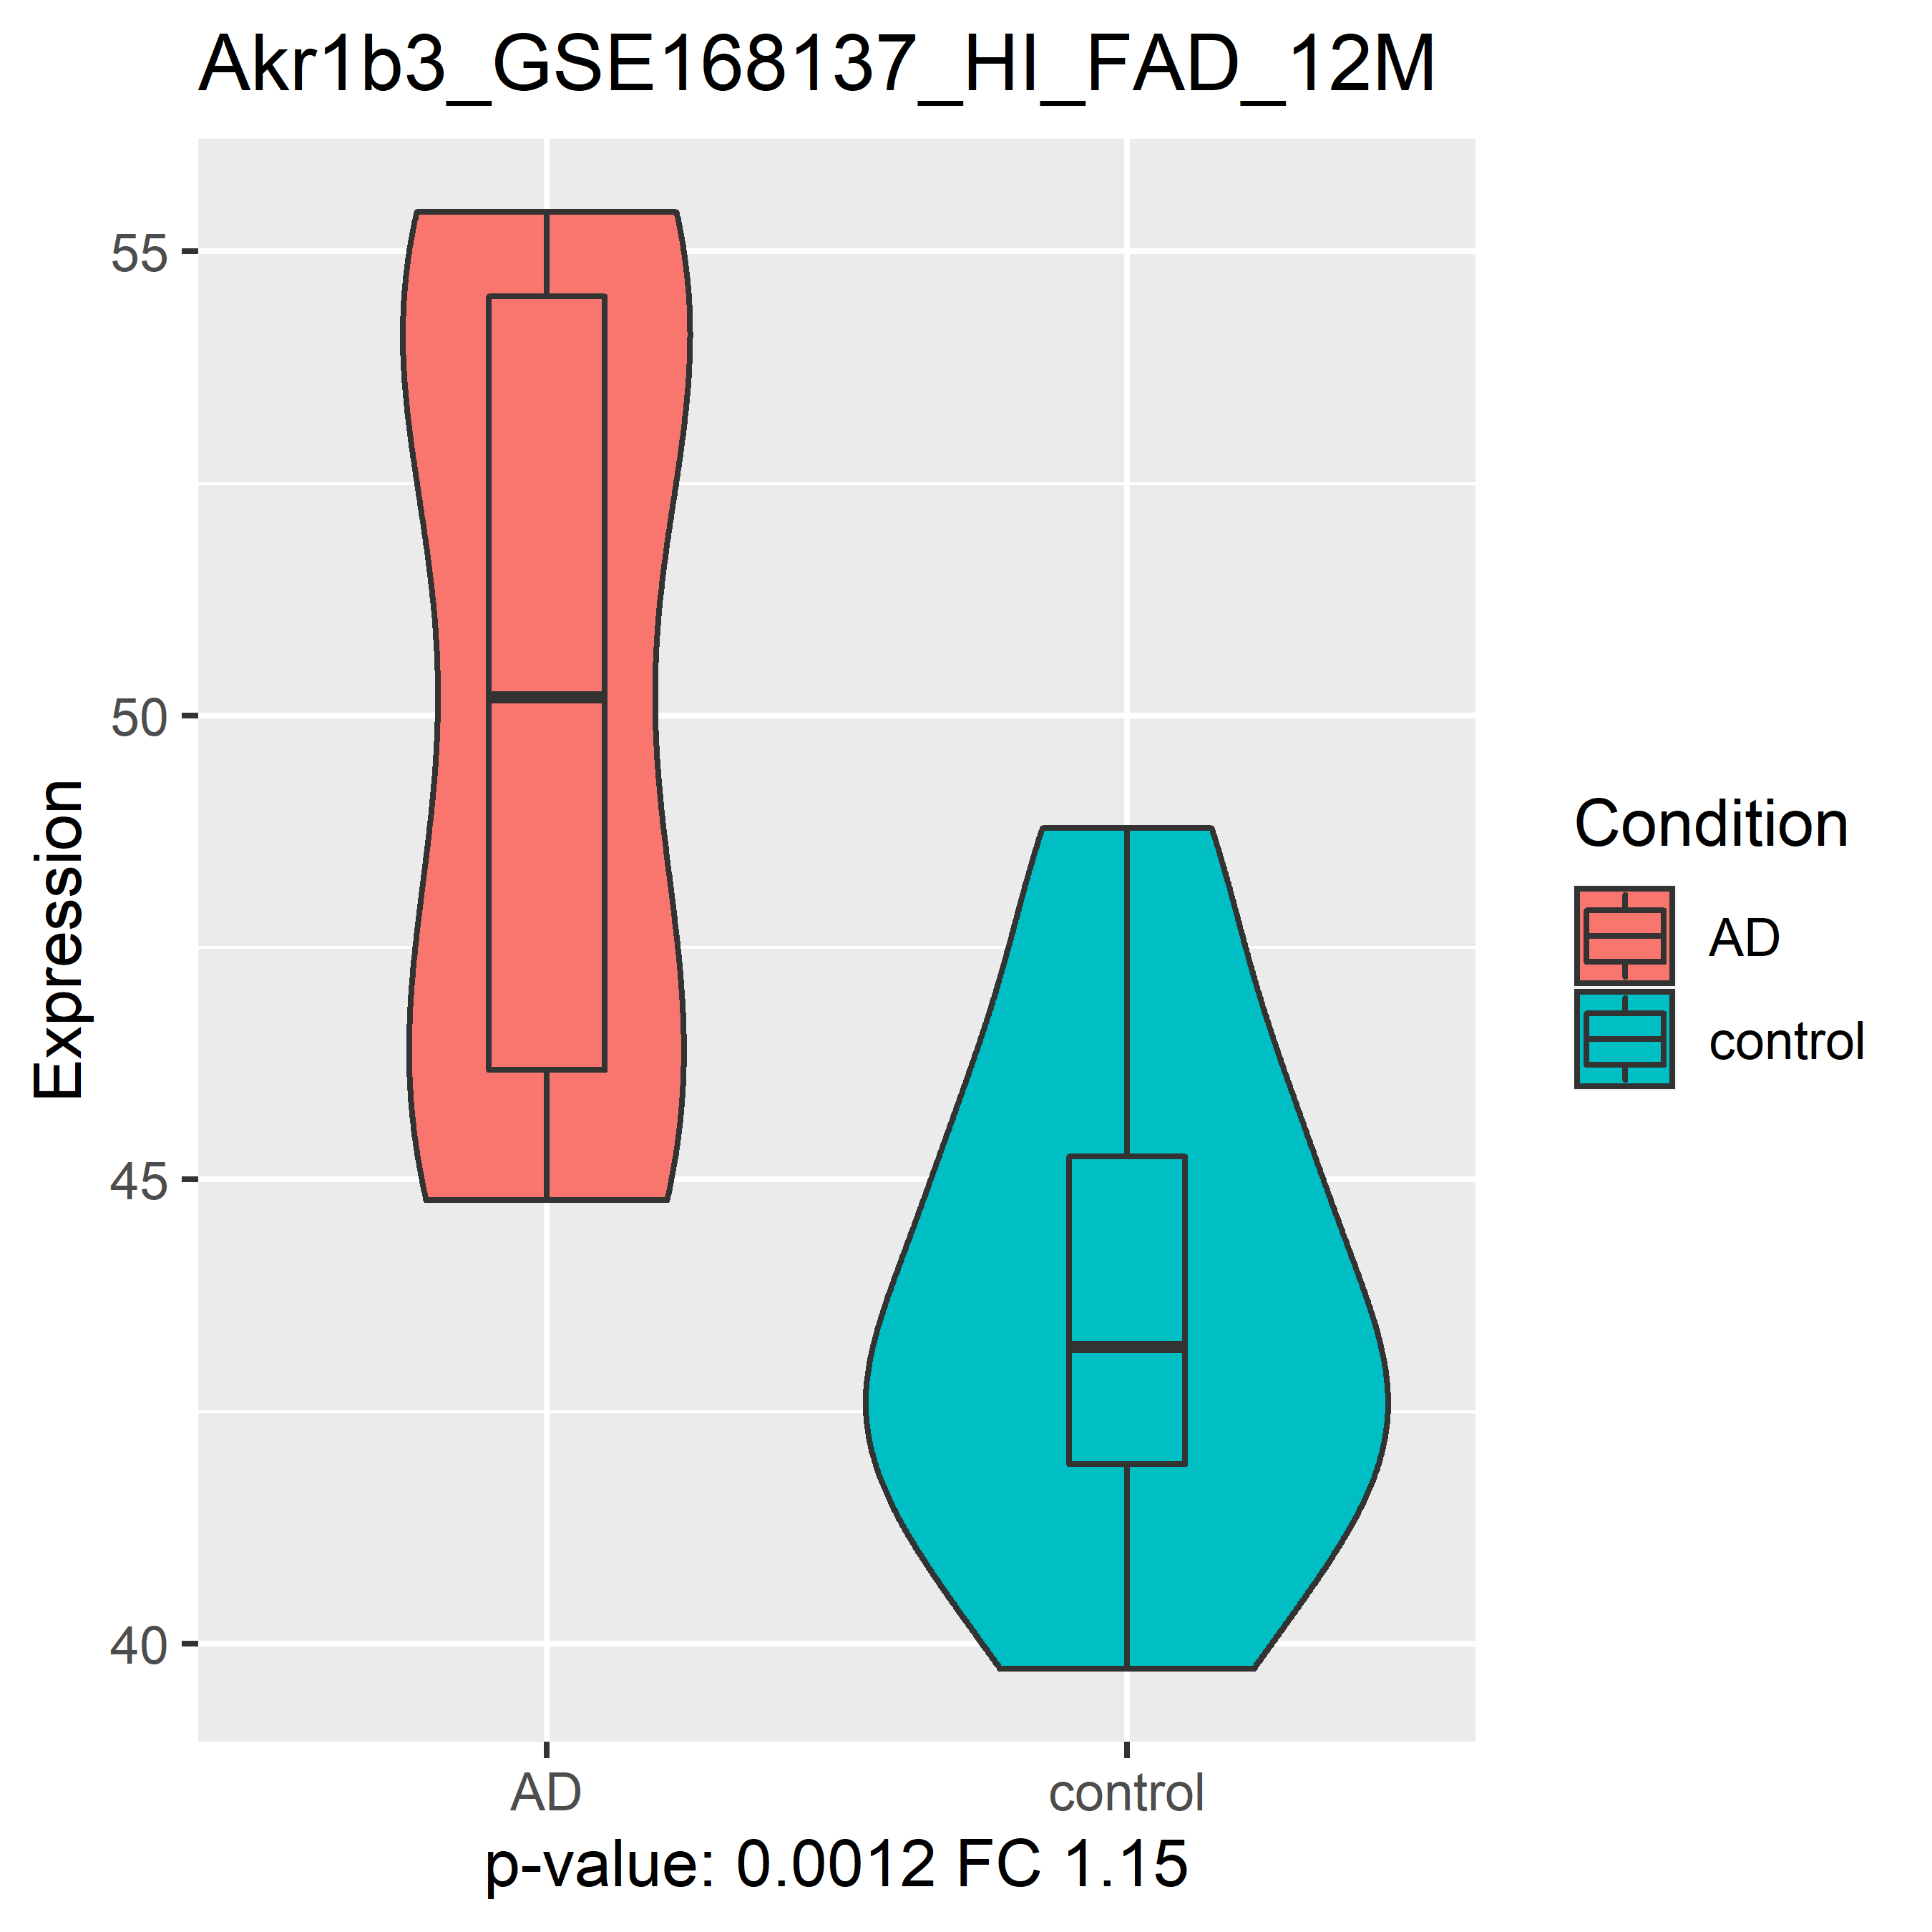 Akr1b3_GSE168137_HI_FAD_12M
Expression
55
50
45
40
AD
control
p-value: 0.0012 FC 1.15
Condition
AD
control